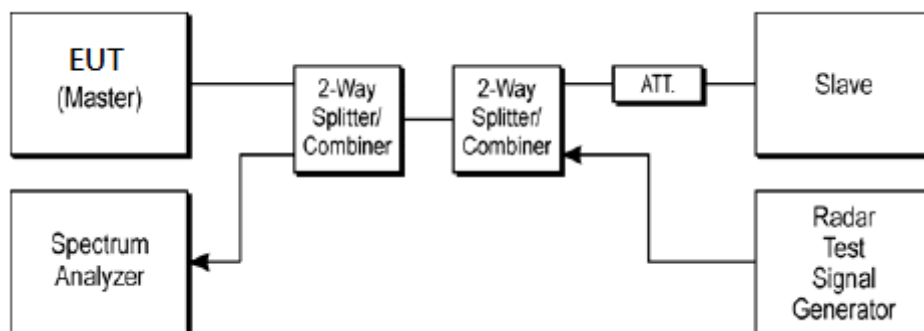 EUT
(Master)
2-Way
Splitter/
Combiner
2-Way
Splitter/
Combiner
ATT.
Slave
Spectrum
Analyzer
Radar
Test
Signal
Generator